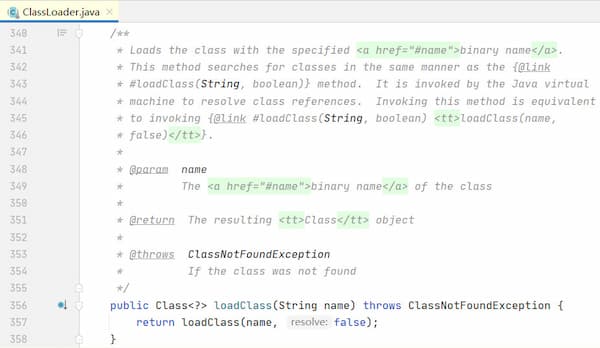 ClassLoader.java ×
340 /**
341 * Loads the class with the specified <a href="#name">binary name</a>.
342 * This method searches for classes in the same manner as the {@link
343 * #loadClass(String, boolean)} method.  It is invoked by the Java virtual
344 * machine to resolve class references.  Invoking this method is equivalent
345 * to invoking {@link #loadClass(String, boolean) <tt>loadClass(name,
346 * false)</tt>}.
347 *
348 * @param  name
349 *         The <a href="#name">binary name</a> of the class
350 *
351 * @return  The resulting <tt>Class</tt> object
352 *
353 * @throws  ClassNotFoundException
354 *          If the class was not found
355 */
356 public Class<?> loadClass(String name) throws ClassNotFoundException {
357 return loadClass(name, resolve: false);
358 }